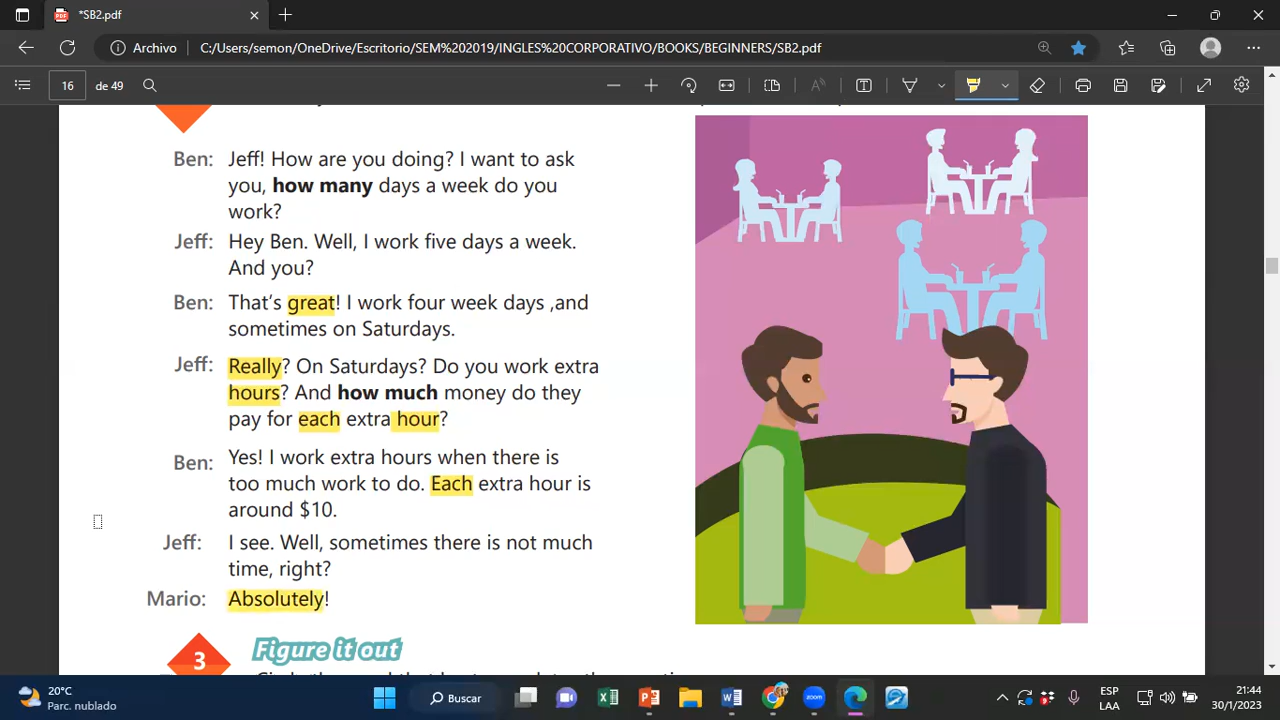 *SB2.pdf
Archivo
C:/Users/semon/OneDrive/Escritorio/SEM%202019/INGLES%20CORPORATIVO/BOOKS/BEGINNERS/SB2.pdf
16 de 49
Ben: Jeff! How are you doing? I want to ask
you, how many days a week do you
work?
Jeff: Hey Ben. Well, I work five days a week.
And you?
Ben: That's great! I work four week days ,and
sometimes on Saturdays.
Jeff: Really? On Saturdays? Do you work extra
hours? And how much money do they
pay for each extra hour?
Ben: Yes! I work extra hours when there is
too much work to do. Each extra hour is
around $10.
Jeff: I see. Well, sometimes there is not much
time, right?
Mario: Absolutely!
3 Figure it out
20°C
Parc. nublado
Buscar
zoom
ESP
LAA
21:44
30/1/2023